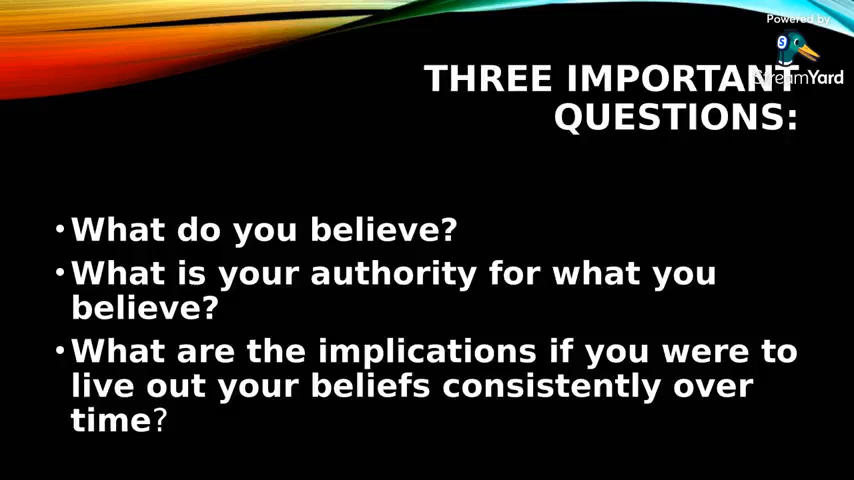 Powered by
StreamYard
THREE IMPORTANT
QUESTIONS:
•What do you believe?
•What is your authority for what you
believe?
•What are the implications if you were to
live out your beliefs consistently over
time?